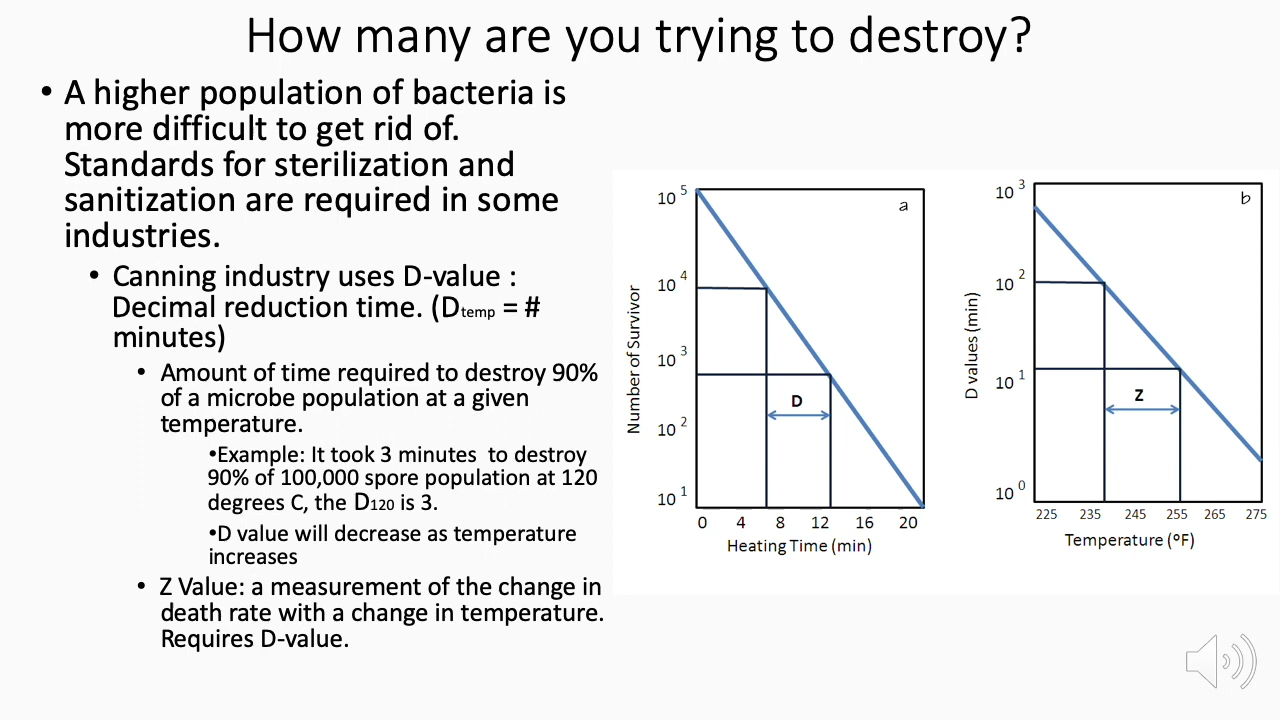 How many are you trying to destroy?
• A higher population of bacteria is
more difficult to get rid of.
Standards for sterilization and
sanitization are required in some
industries.
• Canning industry uses D-value :
Decimal reduction time. (Dtemp = #
minutes)
• Amount of time required to destroy 90%
of a microbe population at a given
temperature.
•Example: It took 3 minutes to destroy
90% of 100,000 spore population at 120
degrees C, the D120 is 3.
•D value will decrease as temperature
increases
• Z Value: a measurement of the change in
death rate with a change in temperature.
Requires D-value.
a
Number of Survivor
10 5
10 4
10 3
10 2
10 1
D
0 4 8 12 16 20
Heating Time (min)
b
D values (min)
10 3
10 2
10 1
10 0
Z
225 235 245 255 265 275
Temperature (ºF)